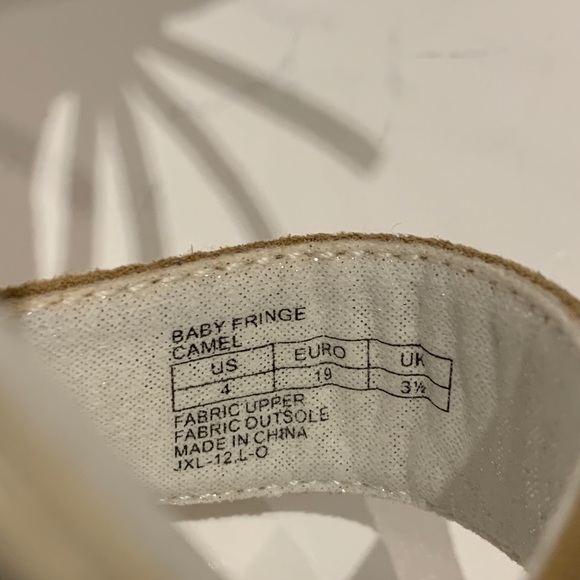 BABY FRINGE
CAMEL
US EURO UK
4 19 3½
FABRIC UPPER
FABRIC OUTSOLE
MADE IN CHINA
JXL-12,L-O